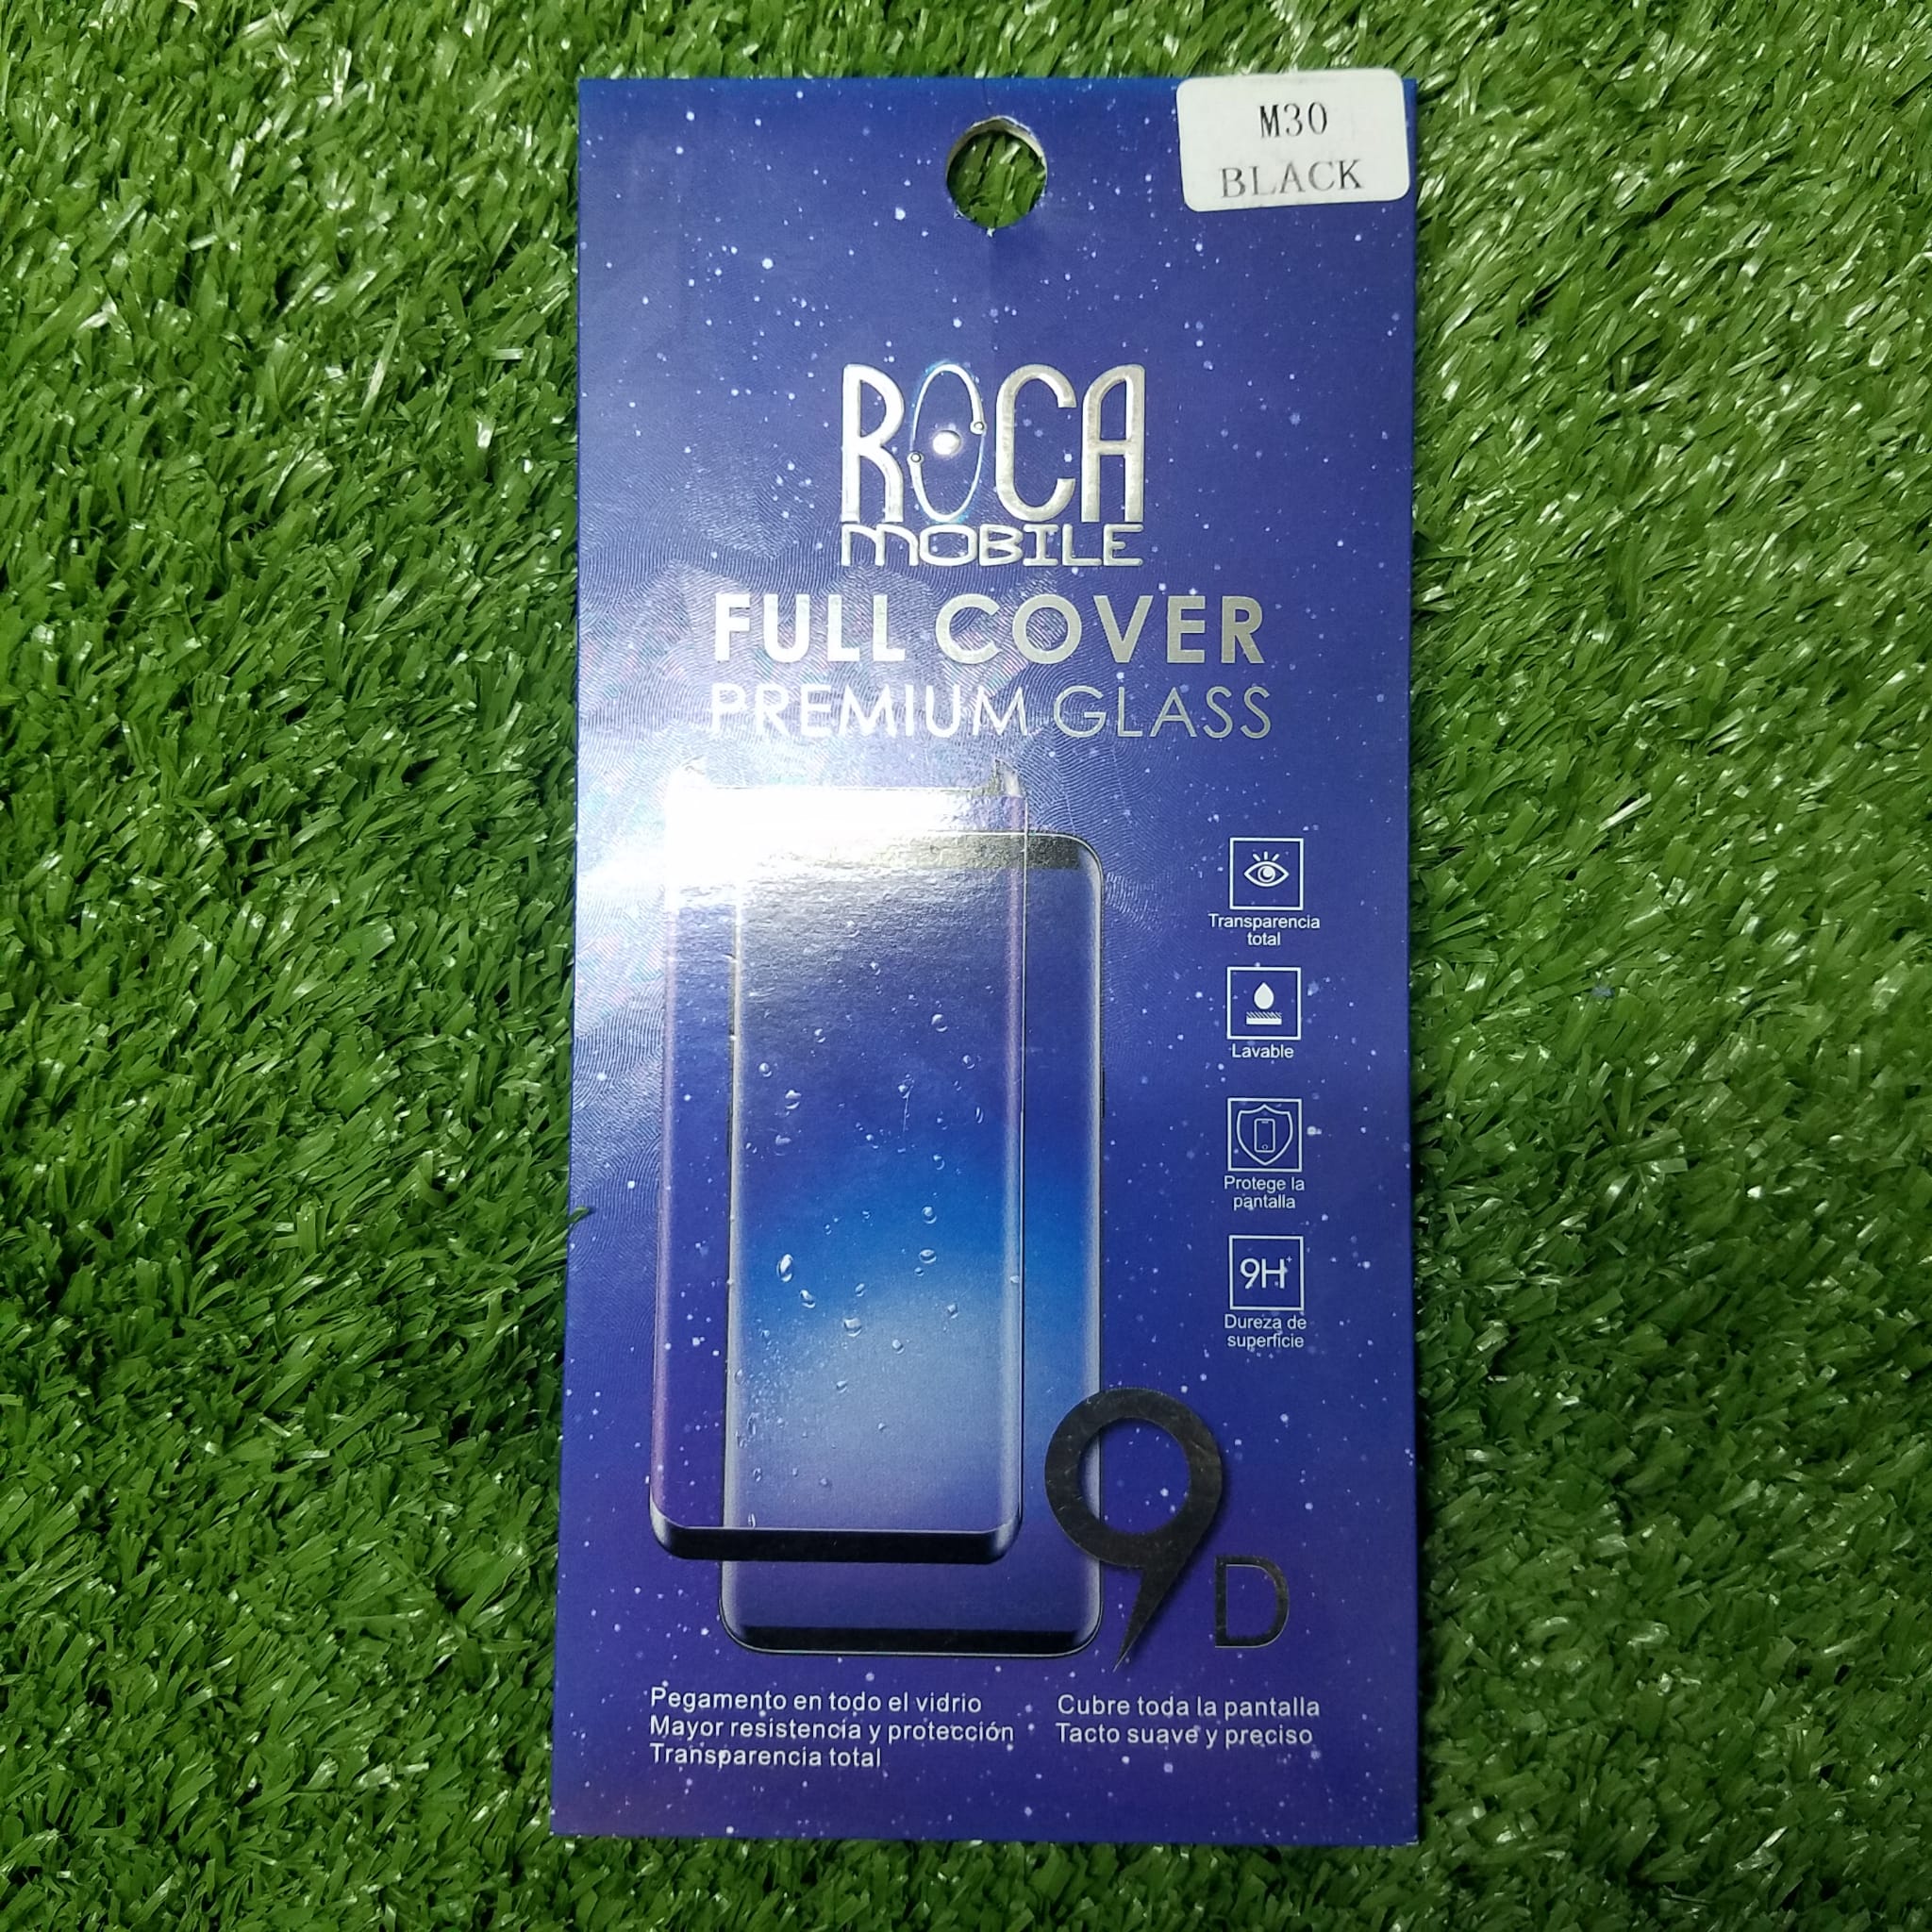 M30
BLACK
ROCA
MOBILE
FULL COVER
PREMIUM GLASS
Transparencia
total
Lavable
Protege la
pantalla
9H
Dureza de
superficie
9D
Pegamento en todo el vidrio
Mayor resistencia y protección
Transparencia total
Cubre toda la pantalla
Tacto suave y preciso